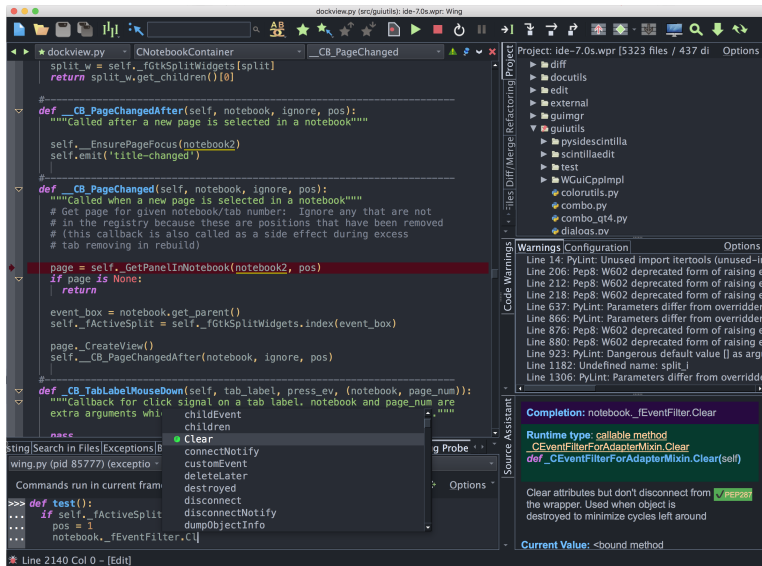 dockview.py (src/guiutils): ide-7.0s.wpr: Wing
dockview.py
CNotebookContainer
__CB_PageChanged
split_w = self._fGtkSplitWidgets[split]
return split_w.get_children()[0]
def __CB_PageChangedAfter(self, notebook, ignore, pos):
"""Called after a new page is selected in a notebook"""
self.__EnsurePageFocus(notebook2)
self.emit('title-changed')
def __CB_PageChanged(self, notebook, ignore, pos):
"""Called when a new page is selected in a notebook"""
# Get page for given notebook/tab number:  Ignore any that are not
# in the registry because these are positions that have been removed
# (this callback is also called as a side effect during excess
# tab removing in rebuild)
page = self._GetPanelInNotebook(notebook2, pos)
if page is None:
return
event_box = notebook.get_parent()
self._fActiveSplit = self._fGtkSplitWidgets.index(event_box)
page._CreateView()
self.__CB_PageChangedAfter(notebook, ignore, pos)
def _CB_TabLabelMouseDown(self, tab_label, press_ev, (notebook, page_num)):
"""Callback for click signal on a tab label. notebook and page_num are
extra arguments whi
."""
pass
childEvent
children
Clear
connectNotify
customEvent
deleteLater
destroyed
disconnect
disconnectNotify
dumpObjectInfo
sting
Search in Files
Exceptions
B
g Probe
wing.py (pid 85777) (exceptio
Commands run in current fram
Options
>>> def test():
... if self._fActiveSplit
... pos = 1
... notebook._fEventFilter.Cl
Line 2140 Col 0 - [Edit]
Project
Refactoring
Diff/Merge
Files
Project: ide-7.0s.wpr [5323 files / 437 di
Options
diff
docutils
edit
external
guimgr
guiutils
pysidescintilla
scintillaedit
test
WGuiCppImpl
colorutils.py
combo.py
combo_qt4.py
dialogs.py
Code Warnings
Warnings
Configuration
Options
Line 14: PyLint: Unused import itertools (unused-i
Line 206: Pep8: W602 deprecated form of raising e
Line 212: Pep8: W602 deprecated form of raising e
Line 218: Pep8: W602 deprecated form of raising e
Line 637: PyLint: Parameters differ from overridder
Line 866: PyLint: Parameters differ from overridder
Line 876: Pep8: W602 deprecated form of raising e
Line 880: Pep8: W602 deprecated form of raising e
Line 923: PyLint: Dangerous default value [] as argu
Line 1182: Undefined name: split_i
Line 1306: PyLint: Parameters differ from overridd
Source Assistant
Completion: notebook._fEventFilter.Clear
Runtime type: callable method
_CEventFilterForAdapterMixin.Clear
def _CEventFilterForAdapterMixin.Clear(self)
Clear attributes but don't disconnect from
the wrapper. Used when object is
destroyed to minimize cycles left around
PEP287
Current Value: <bound method